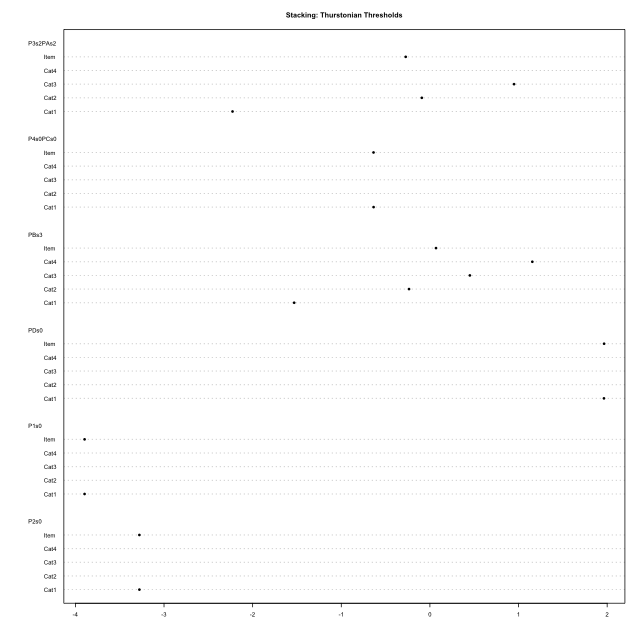 Stacking: Thurstonian Thresholds
P3s2PAs2
Item
Cat4
Cat3
Cat2
Cat1
P4s0PCs0
Item
Cat4
Cat3
Cat2
Cat1
PBs3
Item
Cat4
Cat3
Cat2
Cat1
PDs0
Item
Cat4
Cat3
Cat2
Cat1
P1s0
Item
Cat4
Cat3
Cat2
Cat1
P2s0
Item
Cat4
Cat3
Cat2
Cat1
-4 -3 -2 -1 0 1 2